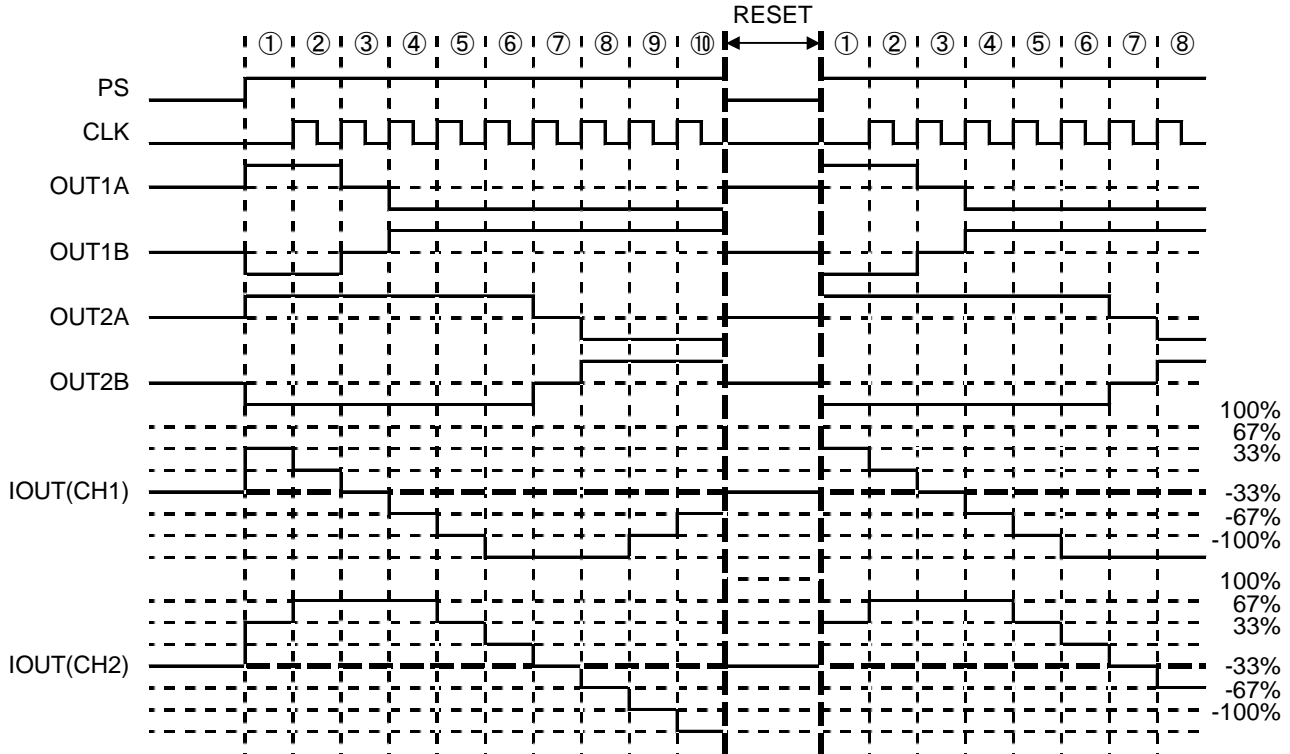 RESET
① ② ③ ④ ⑤ ⑥ ⑦ ⑧ ⑨ ⑩ ① ② ③ ④ ⑤ ⑥ ⑦ ⑧
PS
CLK
OUT1A
OUT1B
OUT2A
OUT2B
100%
67%
33%
IOUT(CH1)
-33%
-67%
-100%
100%
67%
33%
IOUT(CH2)
-33%
-67%
-100%